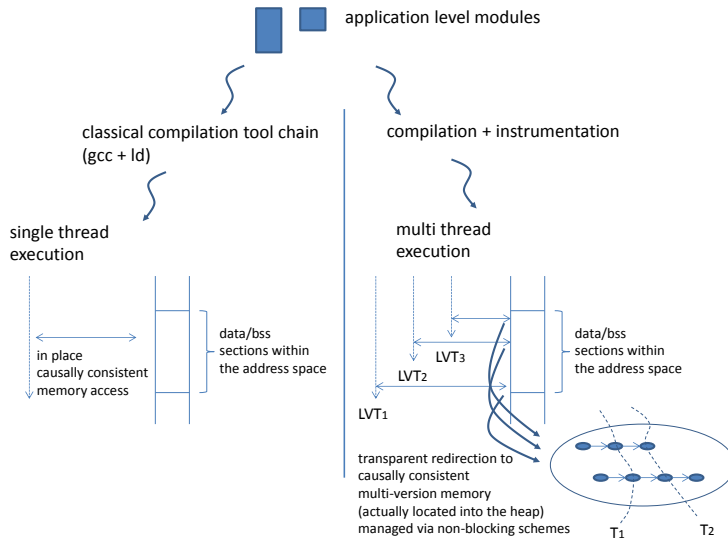 application level modules
classical compilation tool chain
(gcc + ld)
single thread
execution
in place
causally consistent
memory access
data/bss
sections within
the address space
compilation + instrumentation
multi thread
execution
LVT3
LVT2
LVT1
data/bss
sections within
the address space
transparent redirection to
causally consistent
multi-version memory
(actually located into the heap)
managed via non-blocking schemes
T1
T2